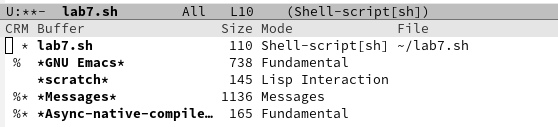 U:**-  lab7.sh        All   L10    (Shell-script[sh])
CRM Buffer                Size Mode             File
  * lab7.sh                110 Shell-script[sh] ~/lab7.sh
 %  *GNU Emacs*            738 Fundamental
    *scratch*              145 Lisp Interaction
 %* *Messages*            1136 Messages
 %* *Async-native-compile…  165 Fundamental